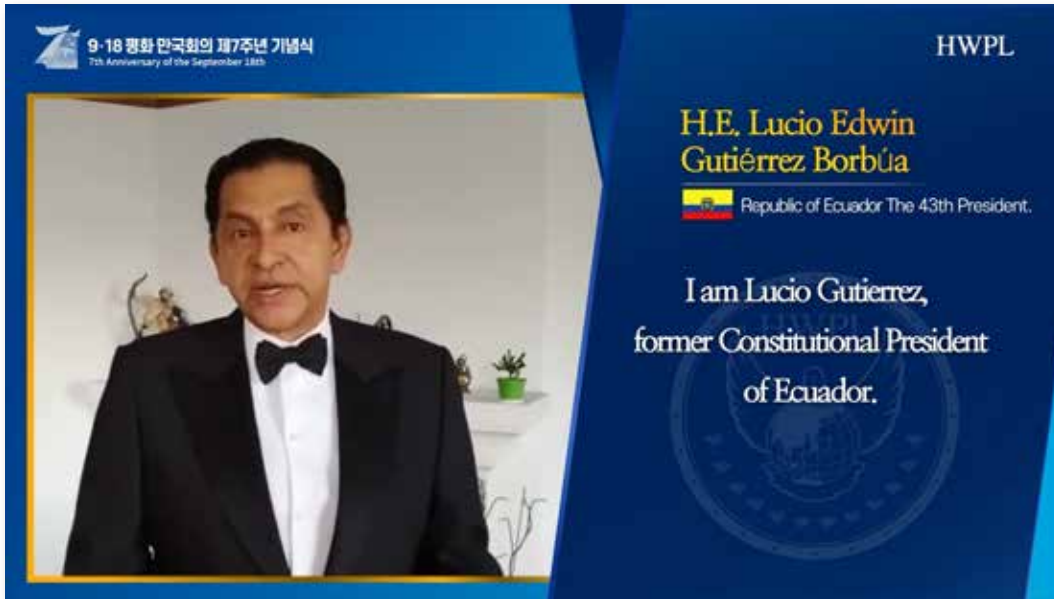 9·18 평화 만국회의 제7주년 기념식
7th Anniversary of the September 18th
HWPL
H.E. Lucio Edwin
Gutiérrez Borbúa
Republic of Ecuador The 43th President.
I am Lucio Gutierrez,
former Constitutional President
of Ecuador.
HWPL